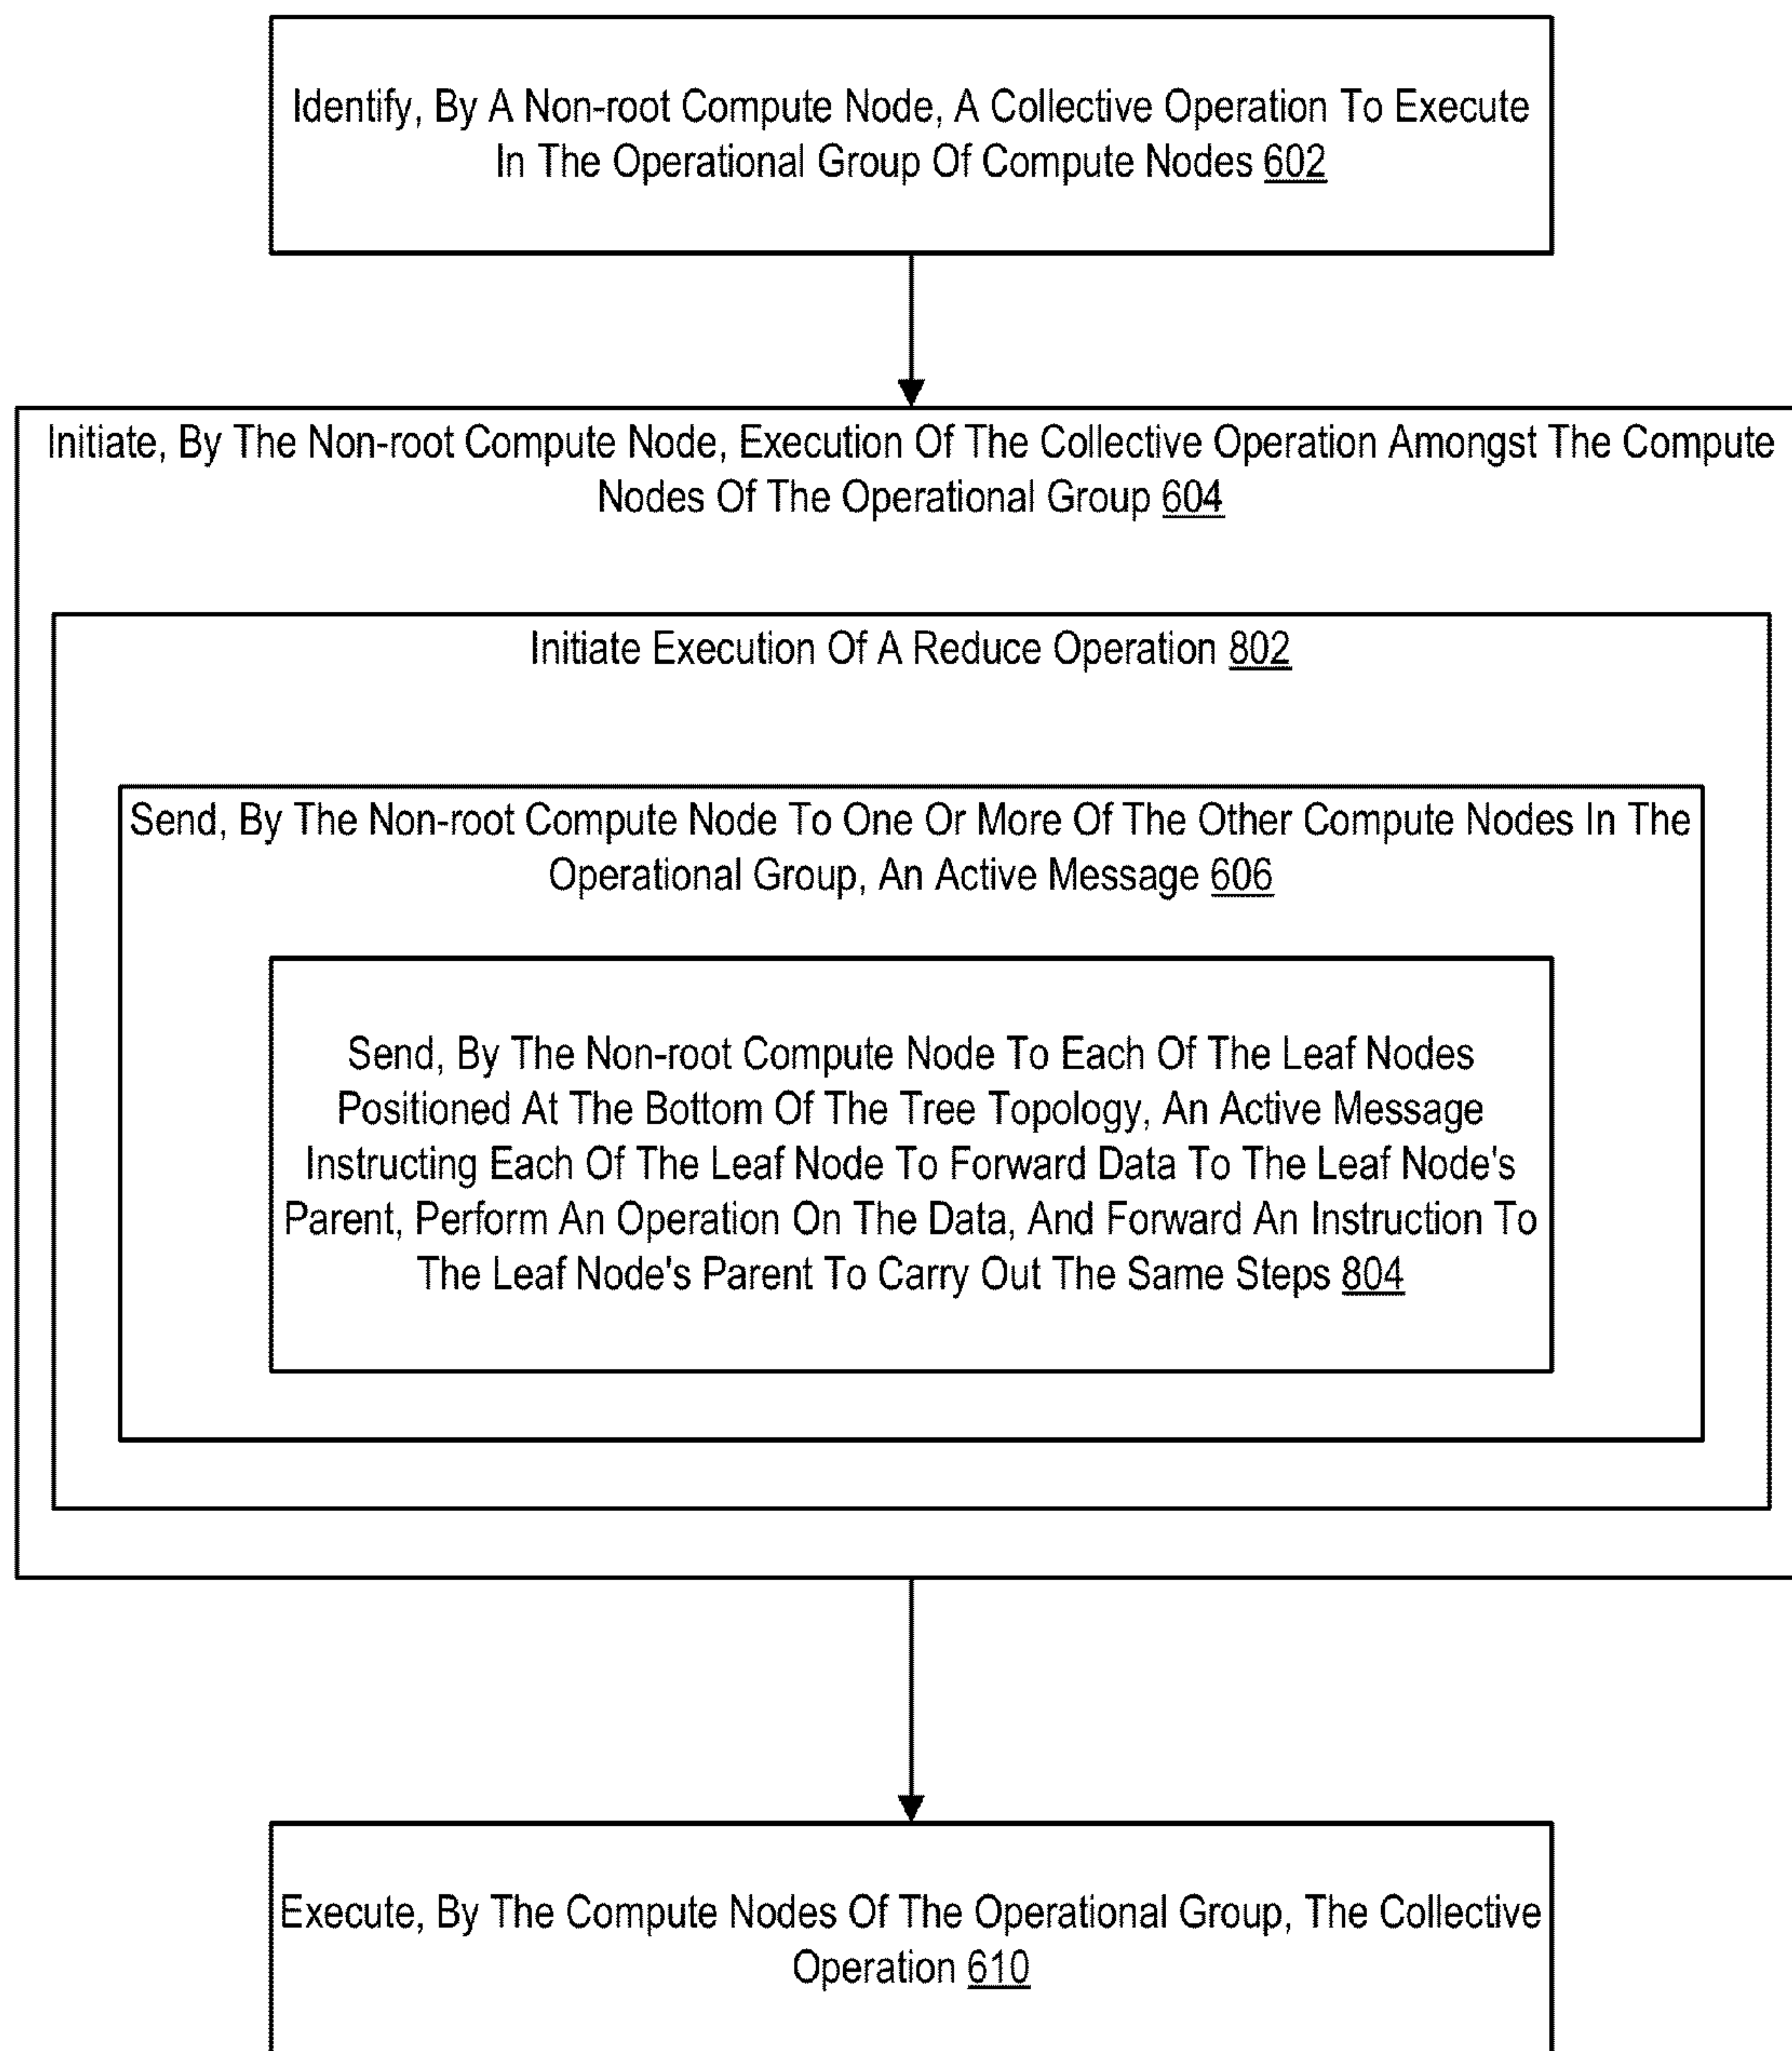 Identify, By A Non-root Compute Node, A Collective Operation To Execute
In The Operational Group Of Compute Nodes 602
Initiate, By The Non-root Compute Node, Execution Of The Collective Operation Amongst The Compute
Nodes Of The Operational Group 604
Initiate Execution Of A Reduce Operation 802
Send, By The Non-root Compute Node To One Or More Of The Other Compute Nodes In The
Operational Group, An Active Message 606
Send, By The Non-root Compute Node To Each Of The Leaf Nodes
Positioned At The Bottom Of The Tree Topology, An Active Message
Instructing Each Of The Leaf Node To Forward Data To The Leaf Node's
Parent, Perform An Operation On The Data, And Forward An Instruction To
The Leaf Node's Parent To Carry Out The Same Steps 804
Execute, By The Compute Nodes Of The Operational Group, The Collective
Operation 610